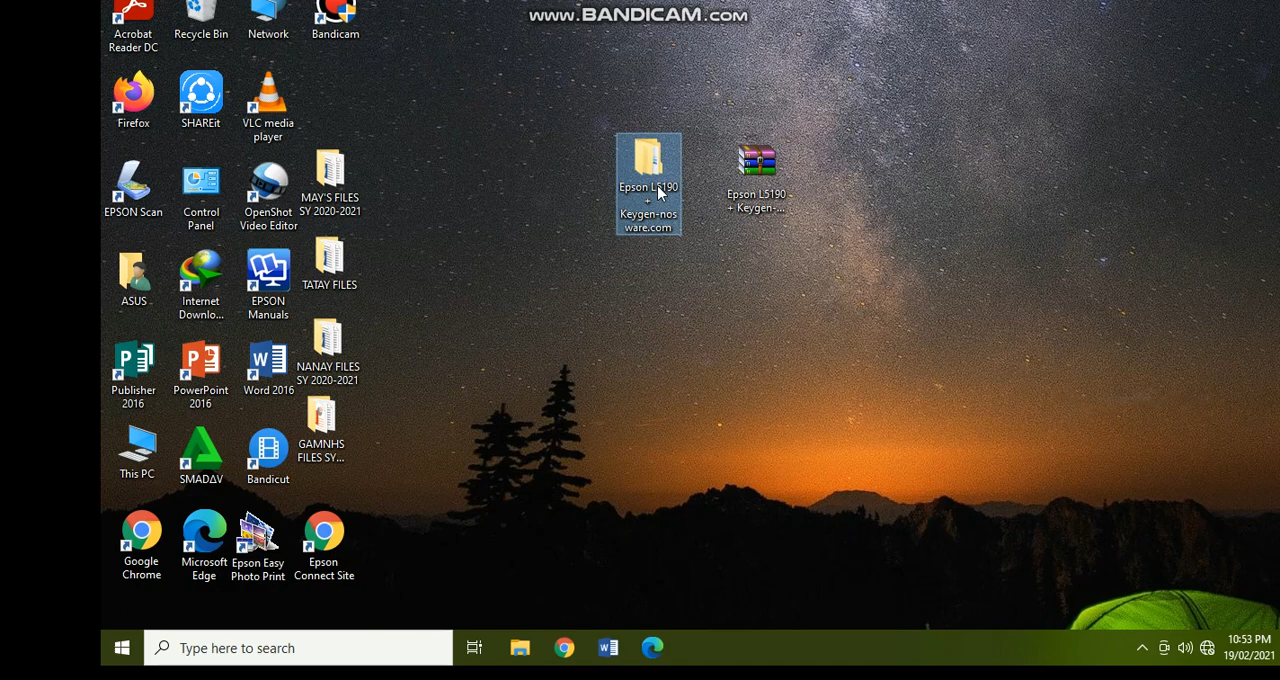 www.BANDICAM.com
Acrobat
Reader DC
Recycle Bin
Network
Bandicam
Firefox
SHAREit
VLC media
player
EPSON Scan
Control
Panel
OpenShot
Video Editor
MAY'S FILES
SY 2020-2021
Epson L5190
+
Keygen-nos
ware.com
Epson L5190
+ Keygen-...
ASUS
Internet
Downlo...
EPSON
Manuals
TATAY FILES
Publisher
2016
PowerPoint
2016
Word 2016
NANAY FILES
SY 2020-2021
This PC
SMADΔV
Bandicut
GAMNHS
FILES SY...
Google
Chrome
Microsoft
Edge
Epson Easy
Photo Print
Epson
Connect Site
Type here to search
10:53 PM
19/02/2021